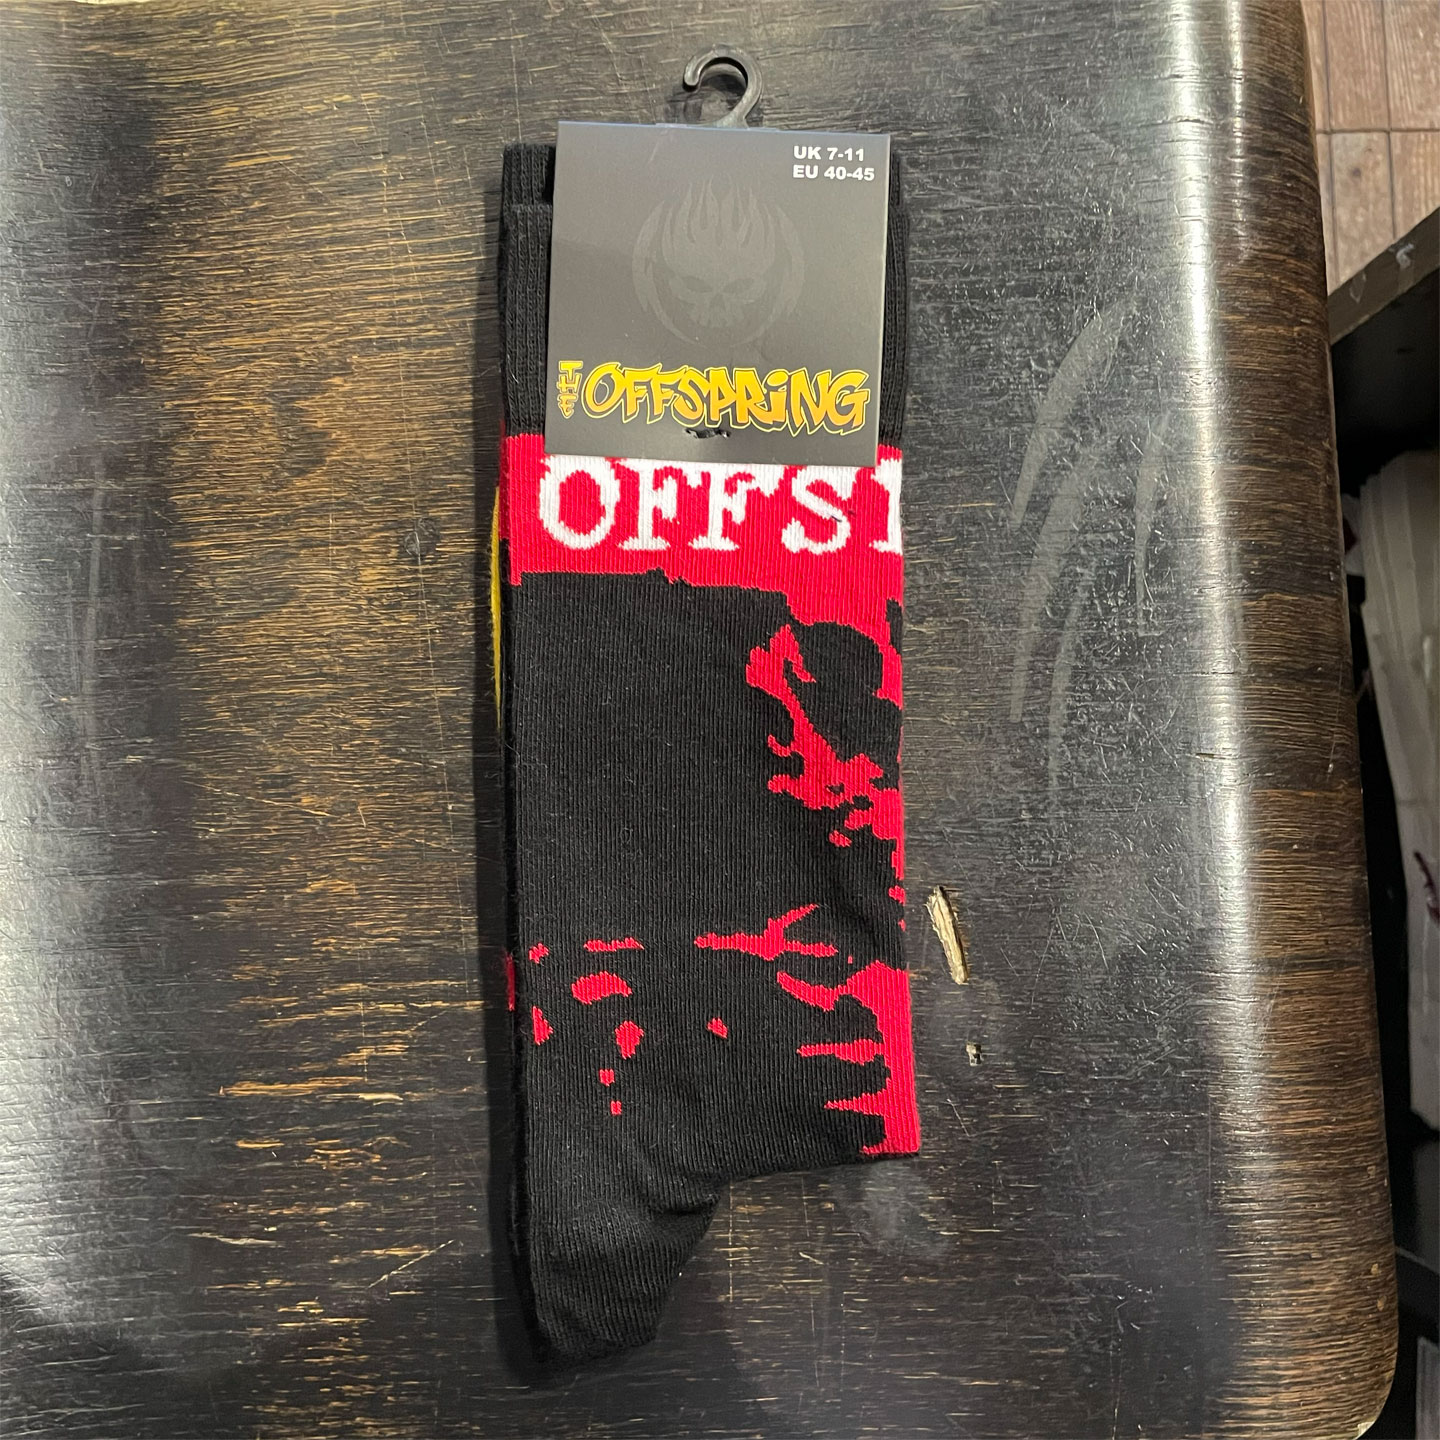 UK 7-11
EU 40-45
THE OFFSPRING
OFFS